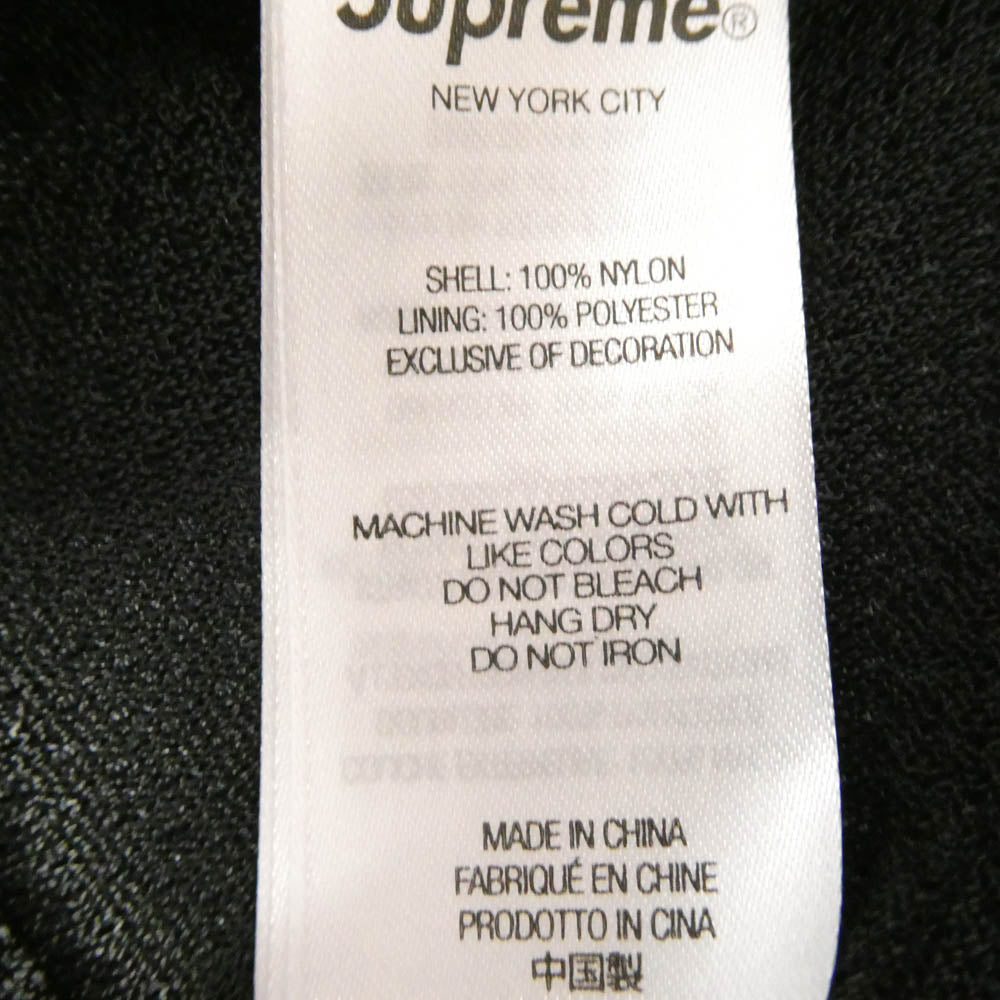 Supreme®
NEW YORK CITY
SHELL: 100% NYLON
LINING: 100% POLYESTER
EXCLUSIVE OF DECORATION
MACHINE WASH COLD WITH
LIKE COLORS
DO NOT BLEACH
HANG DRY
DO NOT IRON
MADE IN CHINA
FABRIQUÉ EN CHINE
PRODOTTO IN CINA
中国製